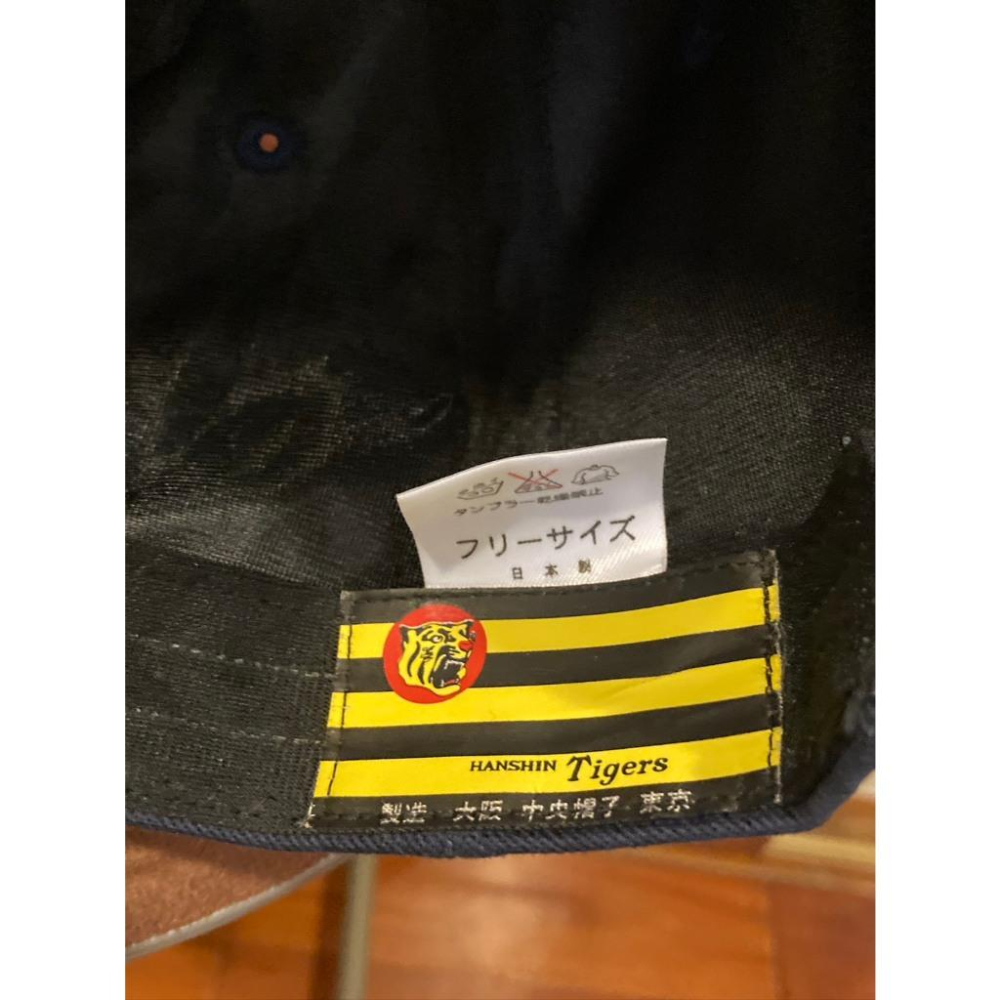 タンブラー乾燥禁止
フリーサイズ
日本製
HANSHIN Tigers
製造 大阪 中央帽子 東京